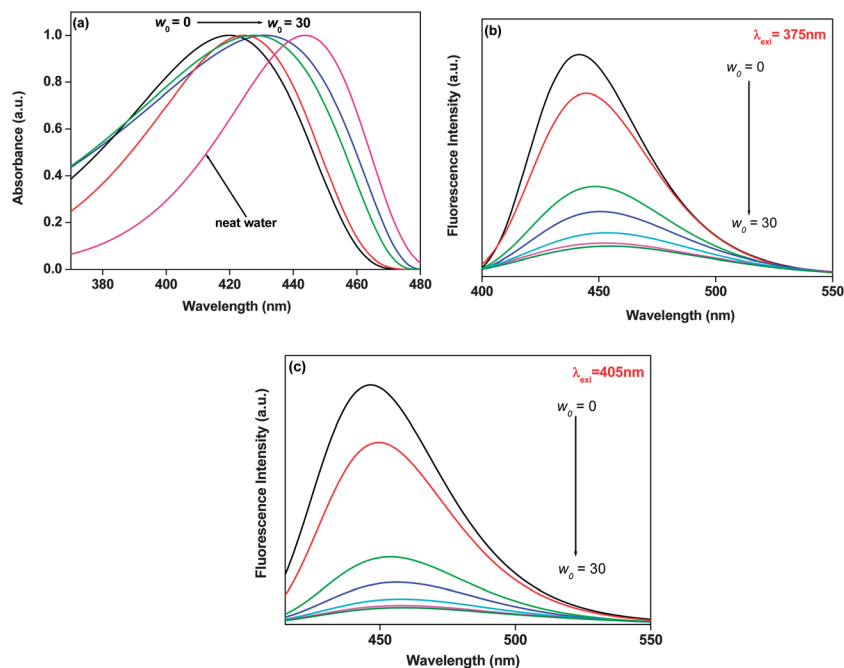 (a)
w₀ = 0 w₀ = 30
1.0
0.8
0.6
0.4
0.2
0.0
Absorbance (a.u.)
neat water
380 400 420 440 460 480
Wavelength (nm)
(b)
λexi= 375nm
w₀ = 0
w₀ = 30
Fluorescence Intensity (a.u.)
400 450 500 550
Wavelength (nm)
(c)
λexi=405nm
w₀ = 0
w₀ = 30
Fluorescence Intensity (a.u.)
450 500 550
Wavelength (nm)